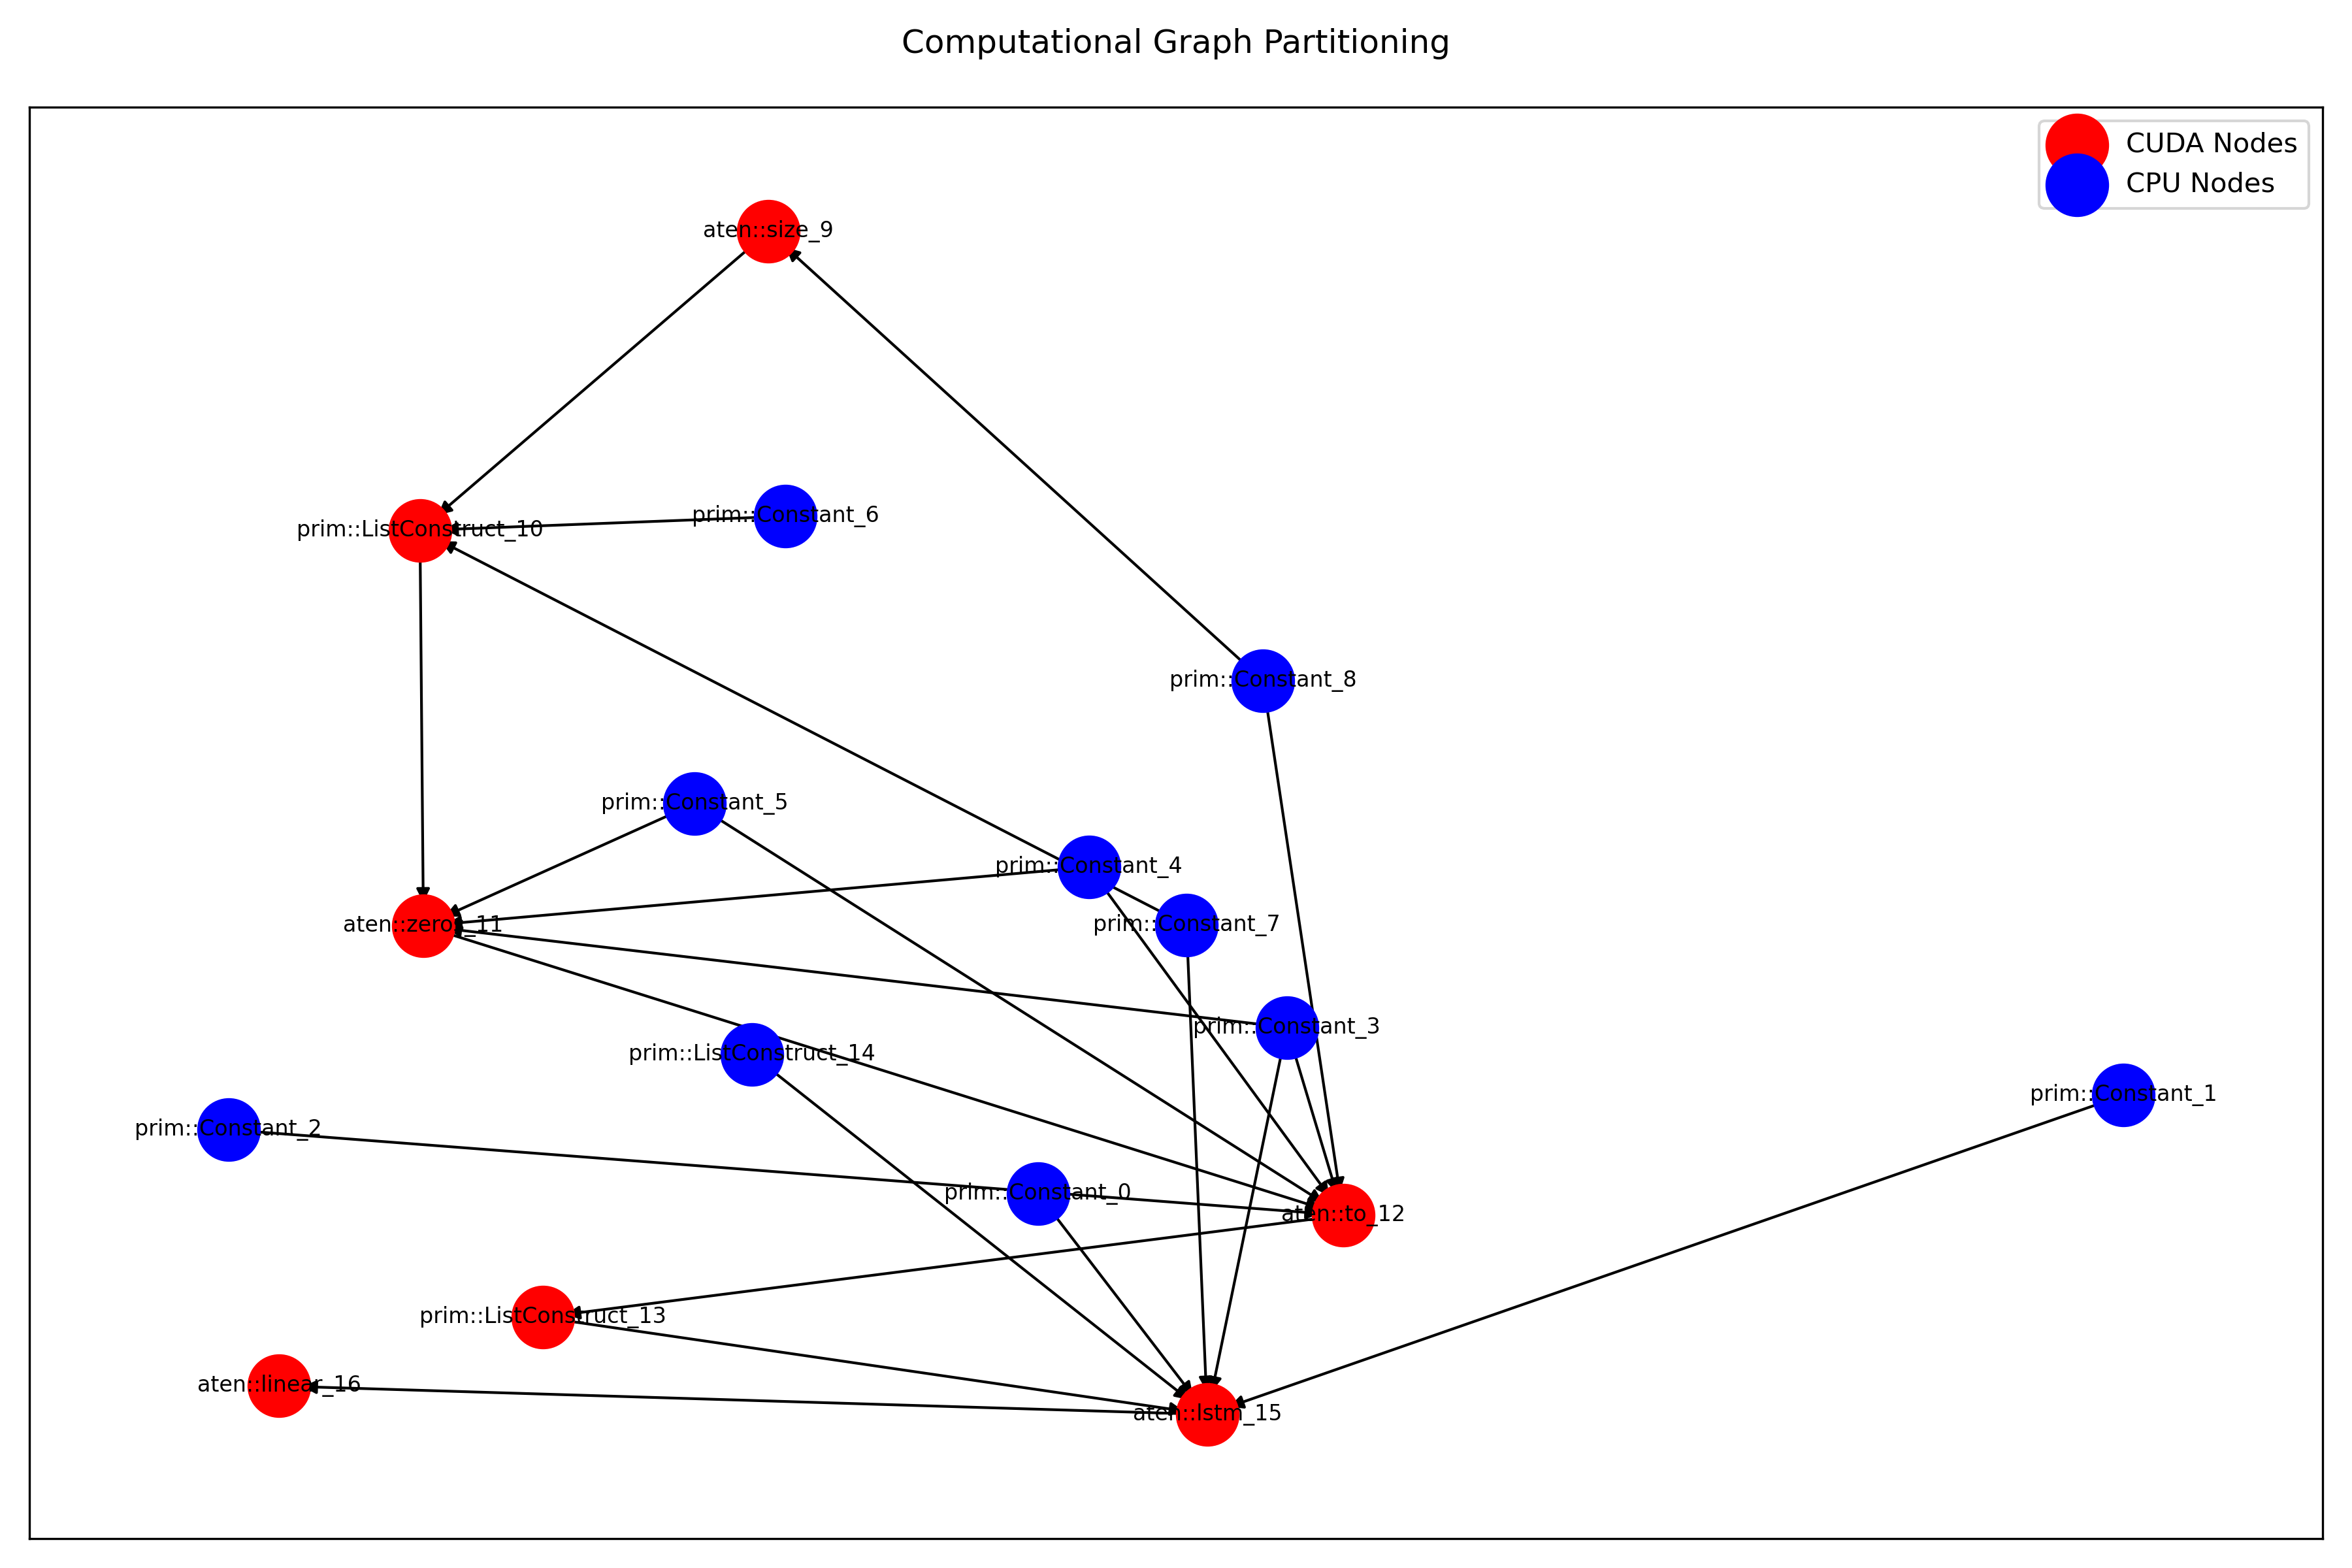 Computational Graph Partitioning
CUDA Nodes
CPU Nodes
aten::size_9
prim::Constant_6
prim::ListConstruct_10
prim::Constant_8
prim::Constant_5
prim::Constant_4
aten::zeros_11
prim::Constant_7
prim::Constant_3
prim::ListConstruct_14
prim::Constant_1
prim::Constant_2
prim::Constant_0
aten::to_12
prim::ListConstruct_13
aten::linear_16
aten::lstm_15